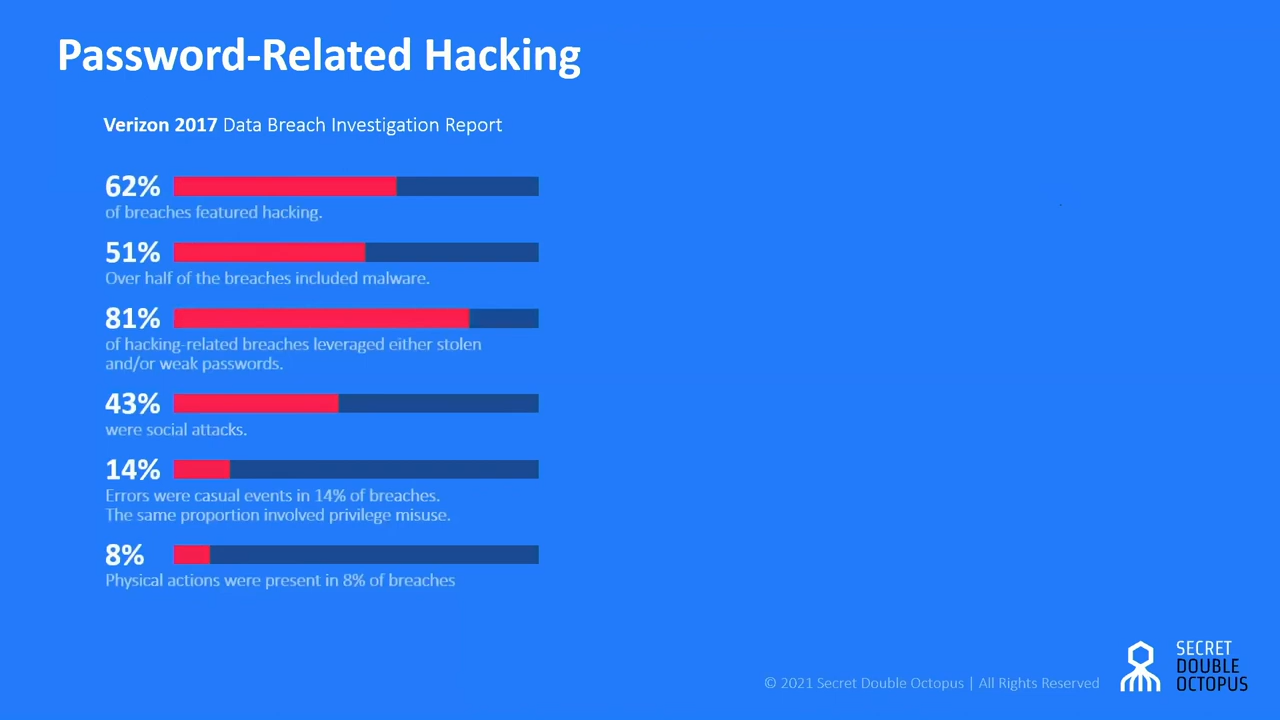 Password-Related Hacking
Verizon 2017 Data Breach Investigation Report
62%
of breaches featured hacking.
51%
Over half of the breaches included malware.
81%
of hacking-related breaches leveraged either stolen
and/or weak passwords.
43%
were social attacks.
14%
Errors were casual events in 14% of breaches.
The same proportion involved privilege misuse.
8%
Physical actions were present in 8% of breaches
© 2021 Secret Double Octopus | All Rights Reserved
SECRET
DOUBLE
OCTOPUS